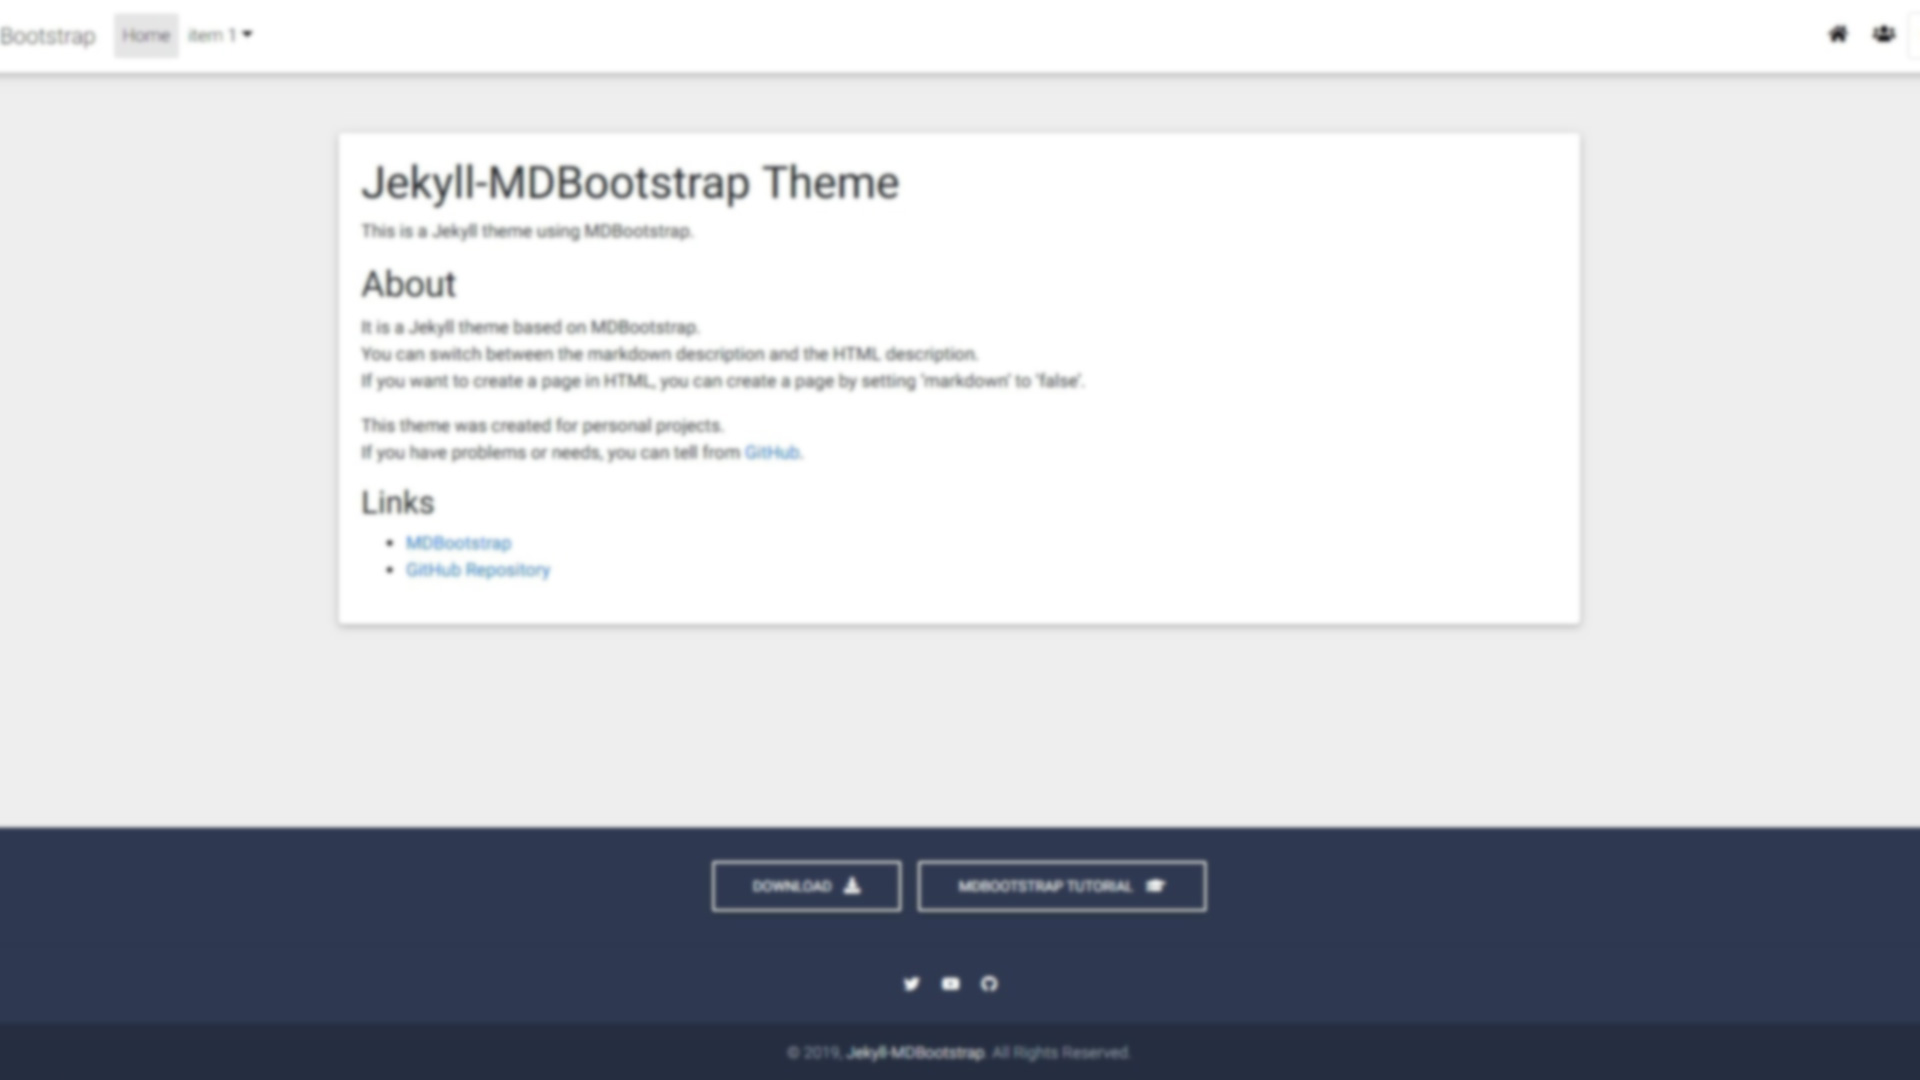 Bootstrap
Home
item 1
Jekyll-MDBootstrap Theme
This is a Jekyll theme using MDBootstrap.
About
It is a Jekyll theme based on MDBootstrap.
You can switch between the markdown description and the HTML description.
If you want to create a page in HTML, you can create a page by setting 'markdown' to 'false'.
This theme was created for personal projects.
If you have problems or needs, you can tell from GitHub.
Links
MDBootstrap
GitHub Repository
DOWNLOAD
MDBOOTSTRAP TUTORIAL
© 2019, Jekyll-MDBootstrap. All Rights Reserved.